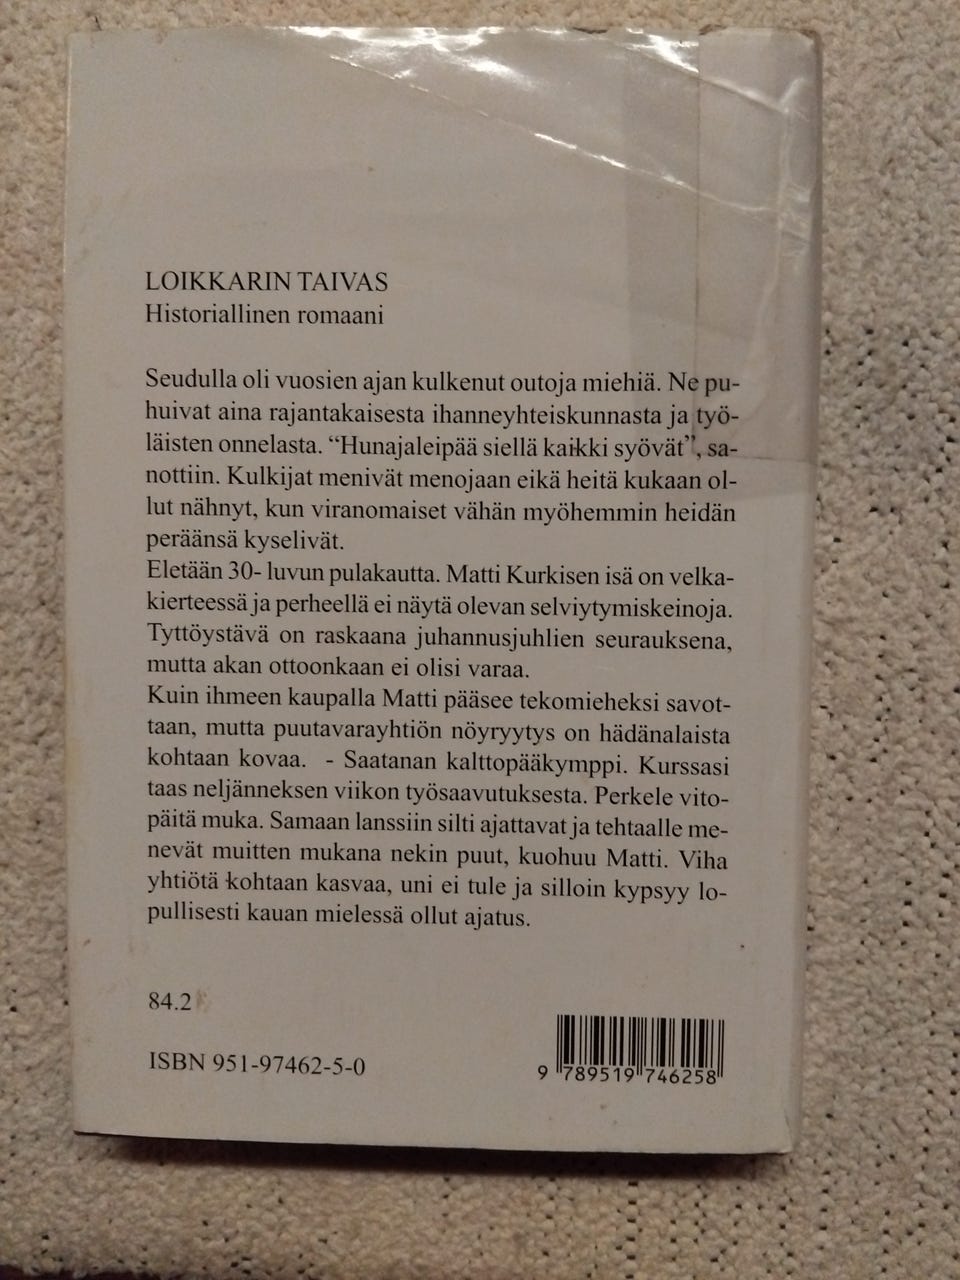 LOIKKARIN TAIVAS
Historiallinen romaani
Seudulla oli vuosien ajan kulkenut outoja miehiä. Ne pu-
huivat aina rajantakaisesta ihanneyhteiskunnasta ja työ-
läisten onnelasta. “Hunajaleipää siellä kaikki syövät”, sa-
nottiin. Kulkijat menivät menojaan eikä heitä kukaan ol-
lut nähnyt, kun viranomaiset vähän myöhemmin heidän
peräänsä kyselivät.
Eletään 30- luvun pulakautta. Matti Kurkisen isä on velka-
kierteessä ja perheellä ei näytä olevan selviytymiskeinoja.
Tyttöystävä on raskaana juhannusjuhlien seurauksena,
mutta akan ottoonkaan ei olisi varaa.
Kuin ihmeen kaupalla Matti pääsee tekomieheksi savot-
taan, mutta puutavarayhtiön nöyryytys on hädänalaista
kohtaan kovaa. - Saatanan kalttopääkymppi. Kurssasi
taas neljänneksen viikon työsaavutuksesta. Perkele vito-
päitä muka. Samaan lanssiin silti ajattavat ja tehtaalle me-
nevät muitten mukana nekin puut, kuohuu Matti. Viha
yhtiötä kohtaan kasvaa, uni ei tule ja silloin kypsyy lo-
pullisesti kauan mielessä ollut ajatus.
84.2
ISBN 951-97462-5-0
9 789519 746258